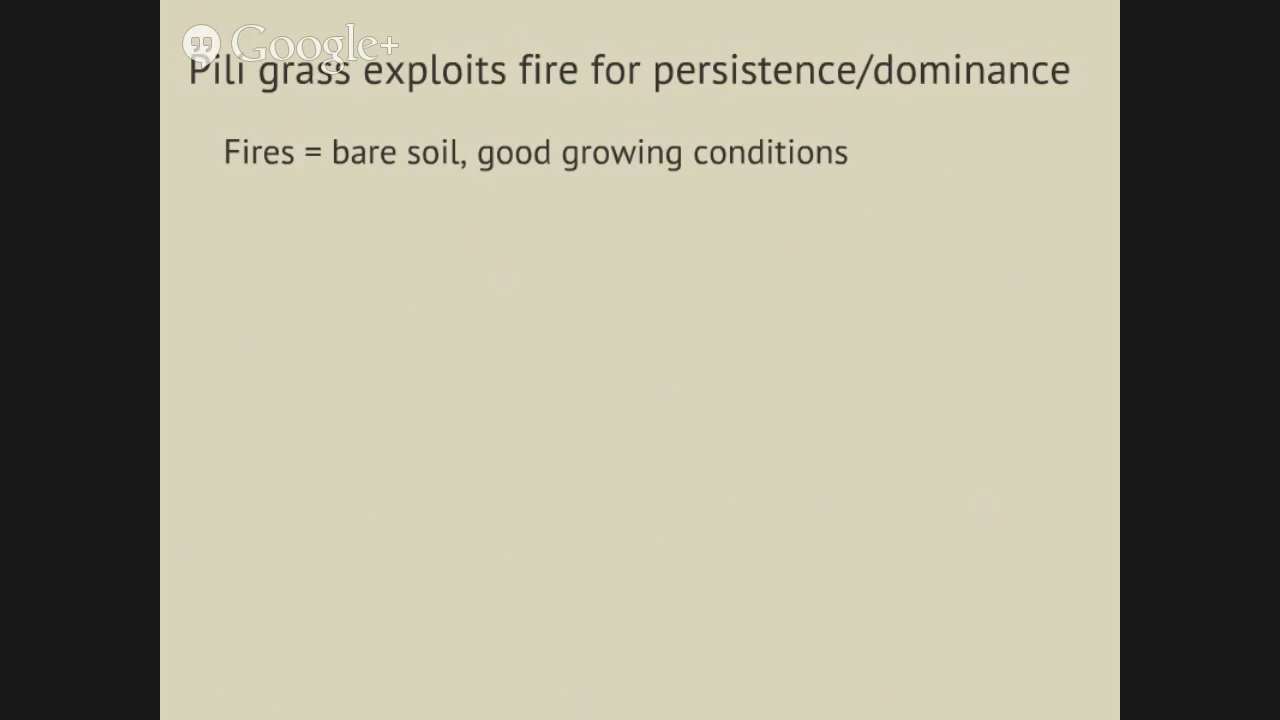 Google+
Pili grass exploits fire for persistence/dominance
Fires = bare soil, good growing conditions